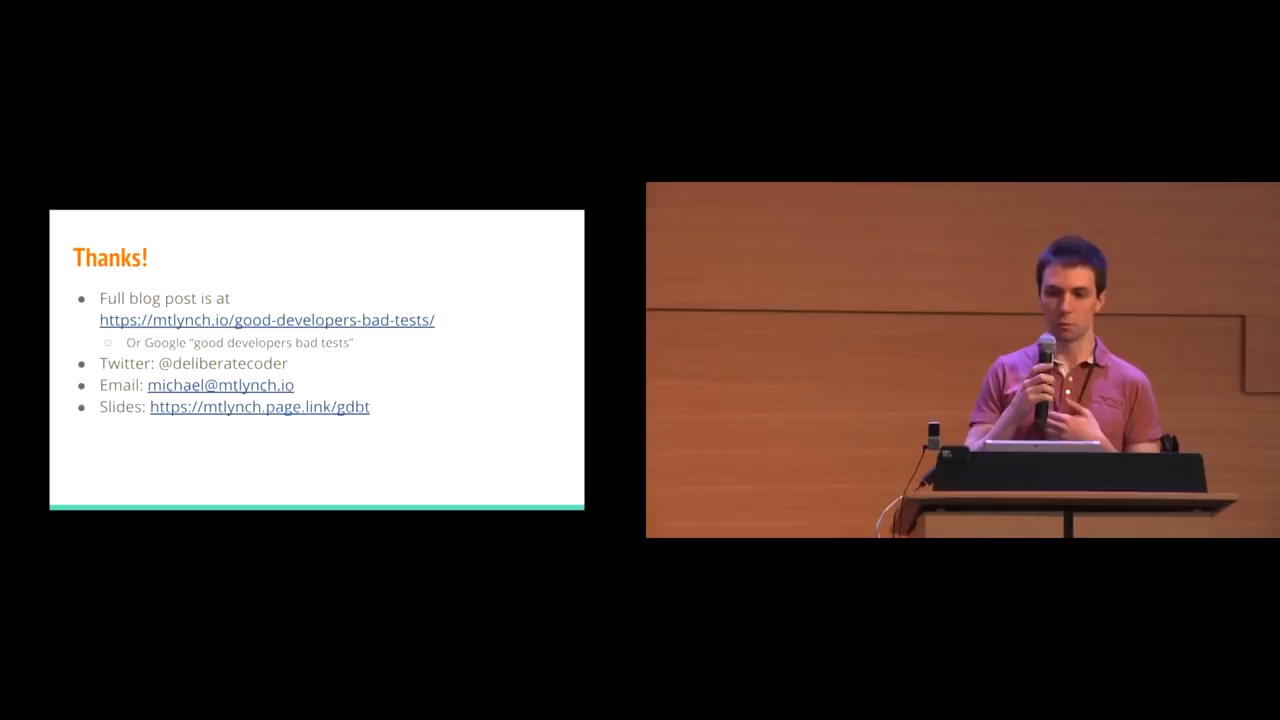 Thanks!
Full blog post is at
https://mtlynch.io/good-developers-bad-tests/
Or Google “good developers bad tests”
Twitter: @deliberatecoder
Email: michael@mtlynch.io
Slides: https://mtlynch.page.link/gdbt